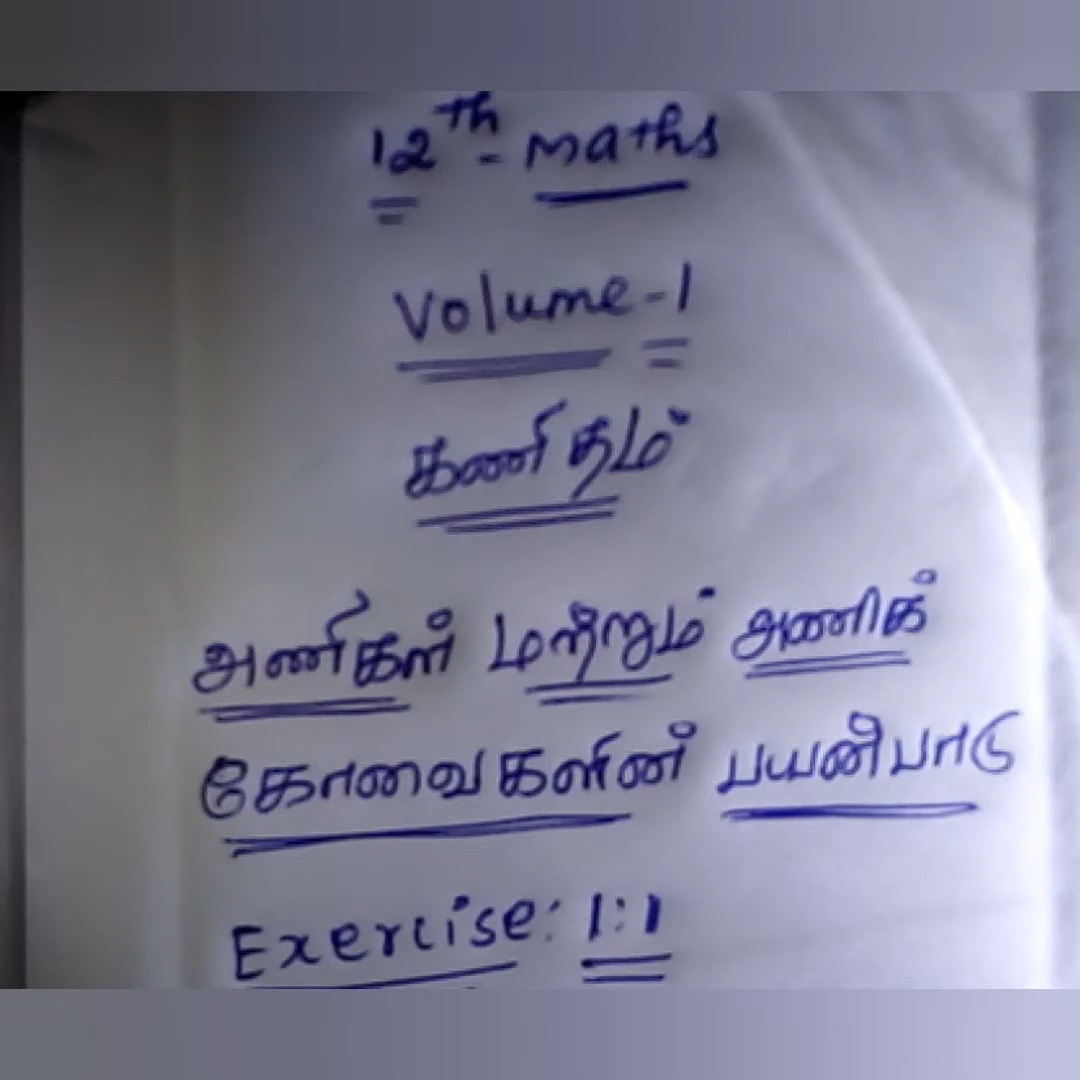 12th - maths
Volume - 1
கணிதம்
அணிகள் மற்றும் அணிக்
கோவைகளின் பயன்பாடு
Exercise: 1:1